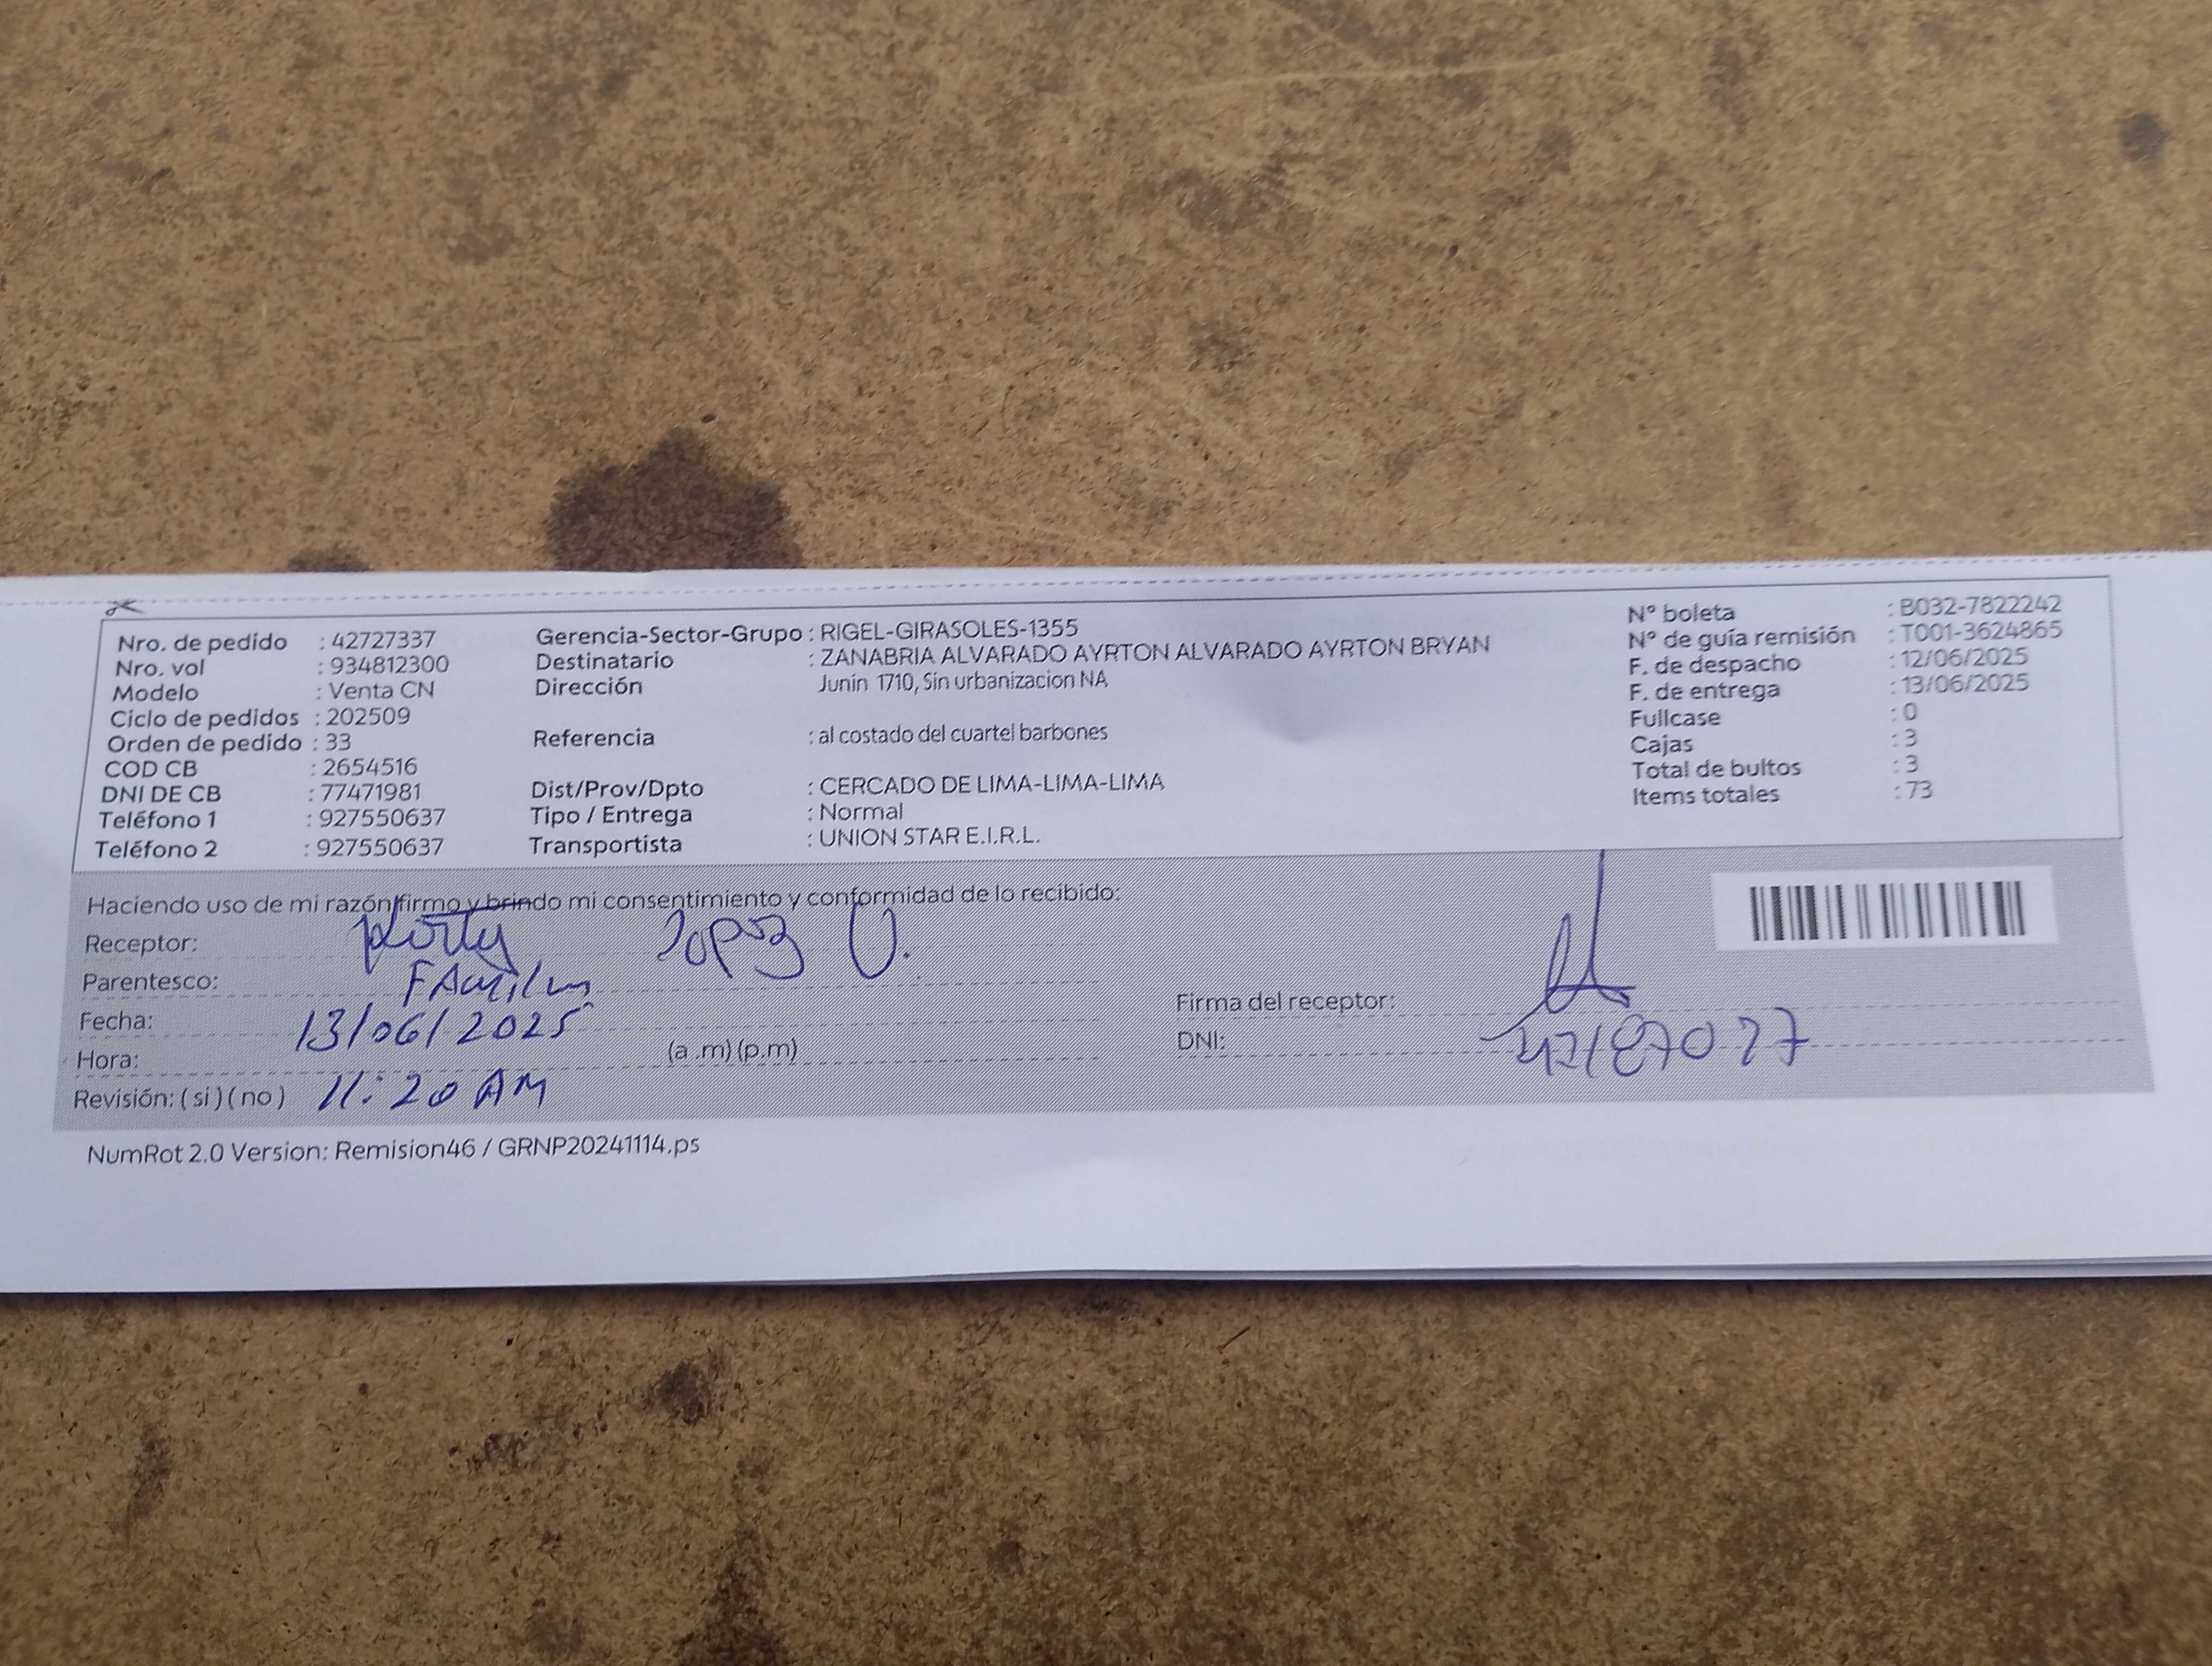 Nro. de pedido : 42727337
Nro. vol : 934812300
Modelo : Venta CN
Ciclo de pedidos : 202509
Orden de pedido : 33
COD CB : 2654516
DNI DE CB : 77471981
Teléfono 1 : 927550637
Teléfono 2 : 927550637
Gerencia-Sector-Grupo : RIGEL-GIRASOLES-1355
Destinatario : ZANABRIA ALVARADO AYRTON ALVARADO AYRTON BRYAN
Dirección Junin 1710, Sin urbanizacion NA
Referencia : al costado del cuartel barbones
Dist/Prov/Dpto : CERCADO DE LIMA-LIMA-LIMA
Tipo / Entrega : Normal
Transportista : UNION STAR E.I.R.L.
N° boleta : B032-7822242
N° de guía remisión : T001-3624865
F. de despacho : 12/06/2025
F. de entrega : 13/06/2025
Fullcase : 0
Cajas : 3
Total de bultos : 3
Items totales : 73
Haciendo uso de mi razón firmo y brindo mi consentimiento y conformidad de lo recibido:
Receptor:
Parentesco:
Fecha: 13/06/2025
Hora: (a .m) (p.m)
Revisión: ( si ) ( no ) 11:20 AM
Firma del receptor:
DNI:
NumRot 2.0 Version: Remision46 / GRNP20241114.ps